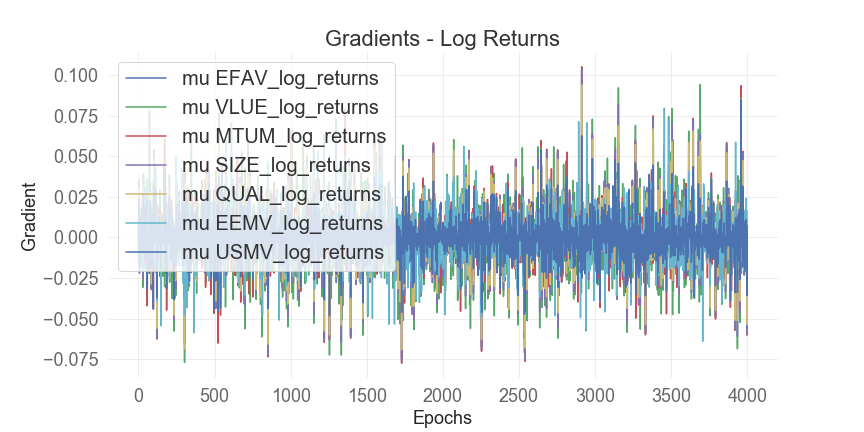 Gradients - Log Returns
mu EFAV_log_returns
mu VLUE_log_returns
mu MTUM_log_returns
mu SIZE_log_returns
mu QUAL_log_returns
mu EEMV_log_returns
mu USMV_log_returns
Gradient
0.100
0.075
0.050
0.025
0.000
−0.025
−0.050
−0.075
0 500 1000 1500 2000 2500 3000 3500 4000
Epochs